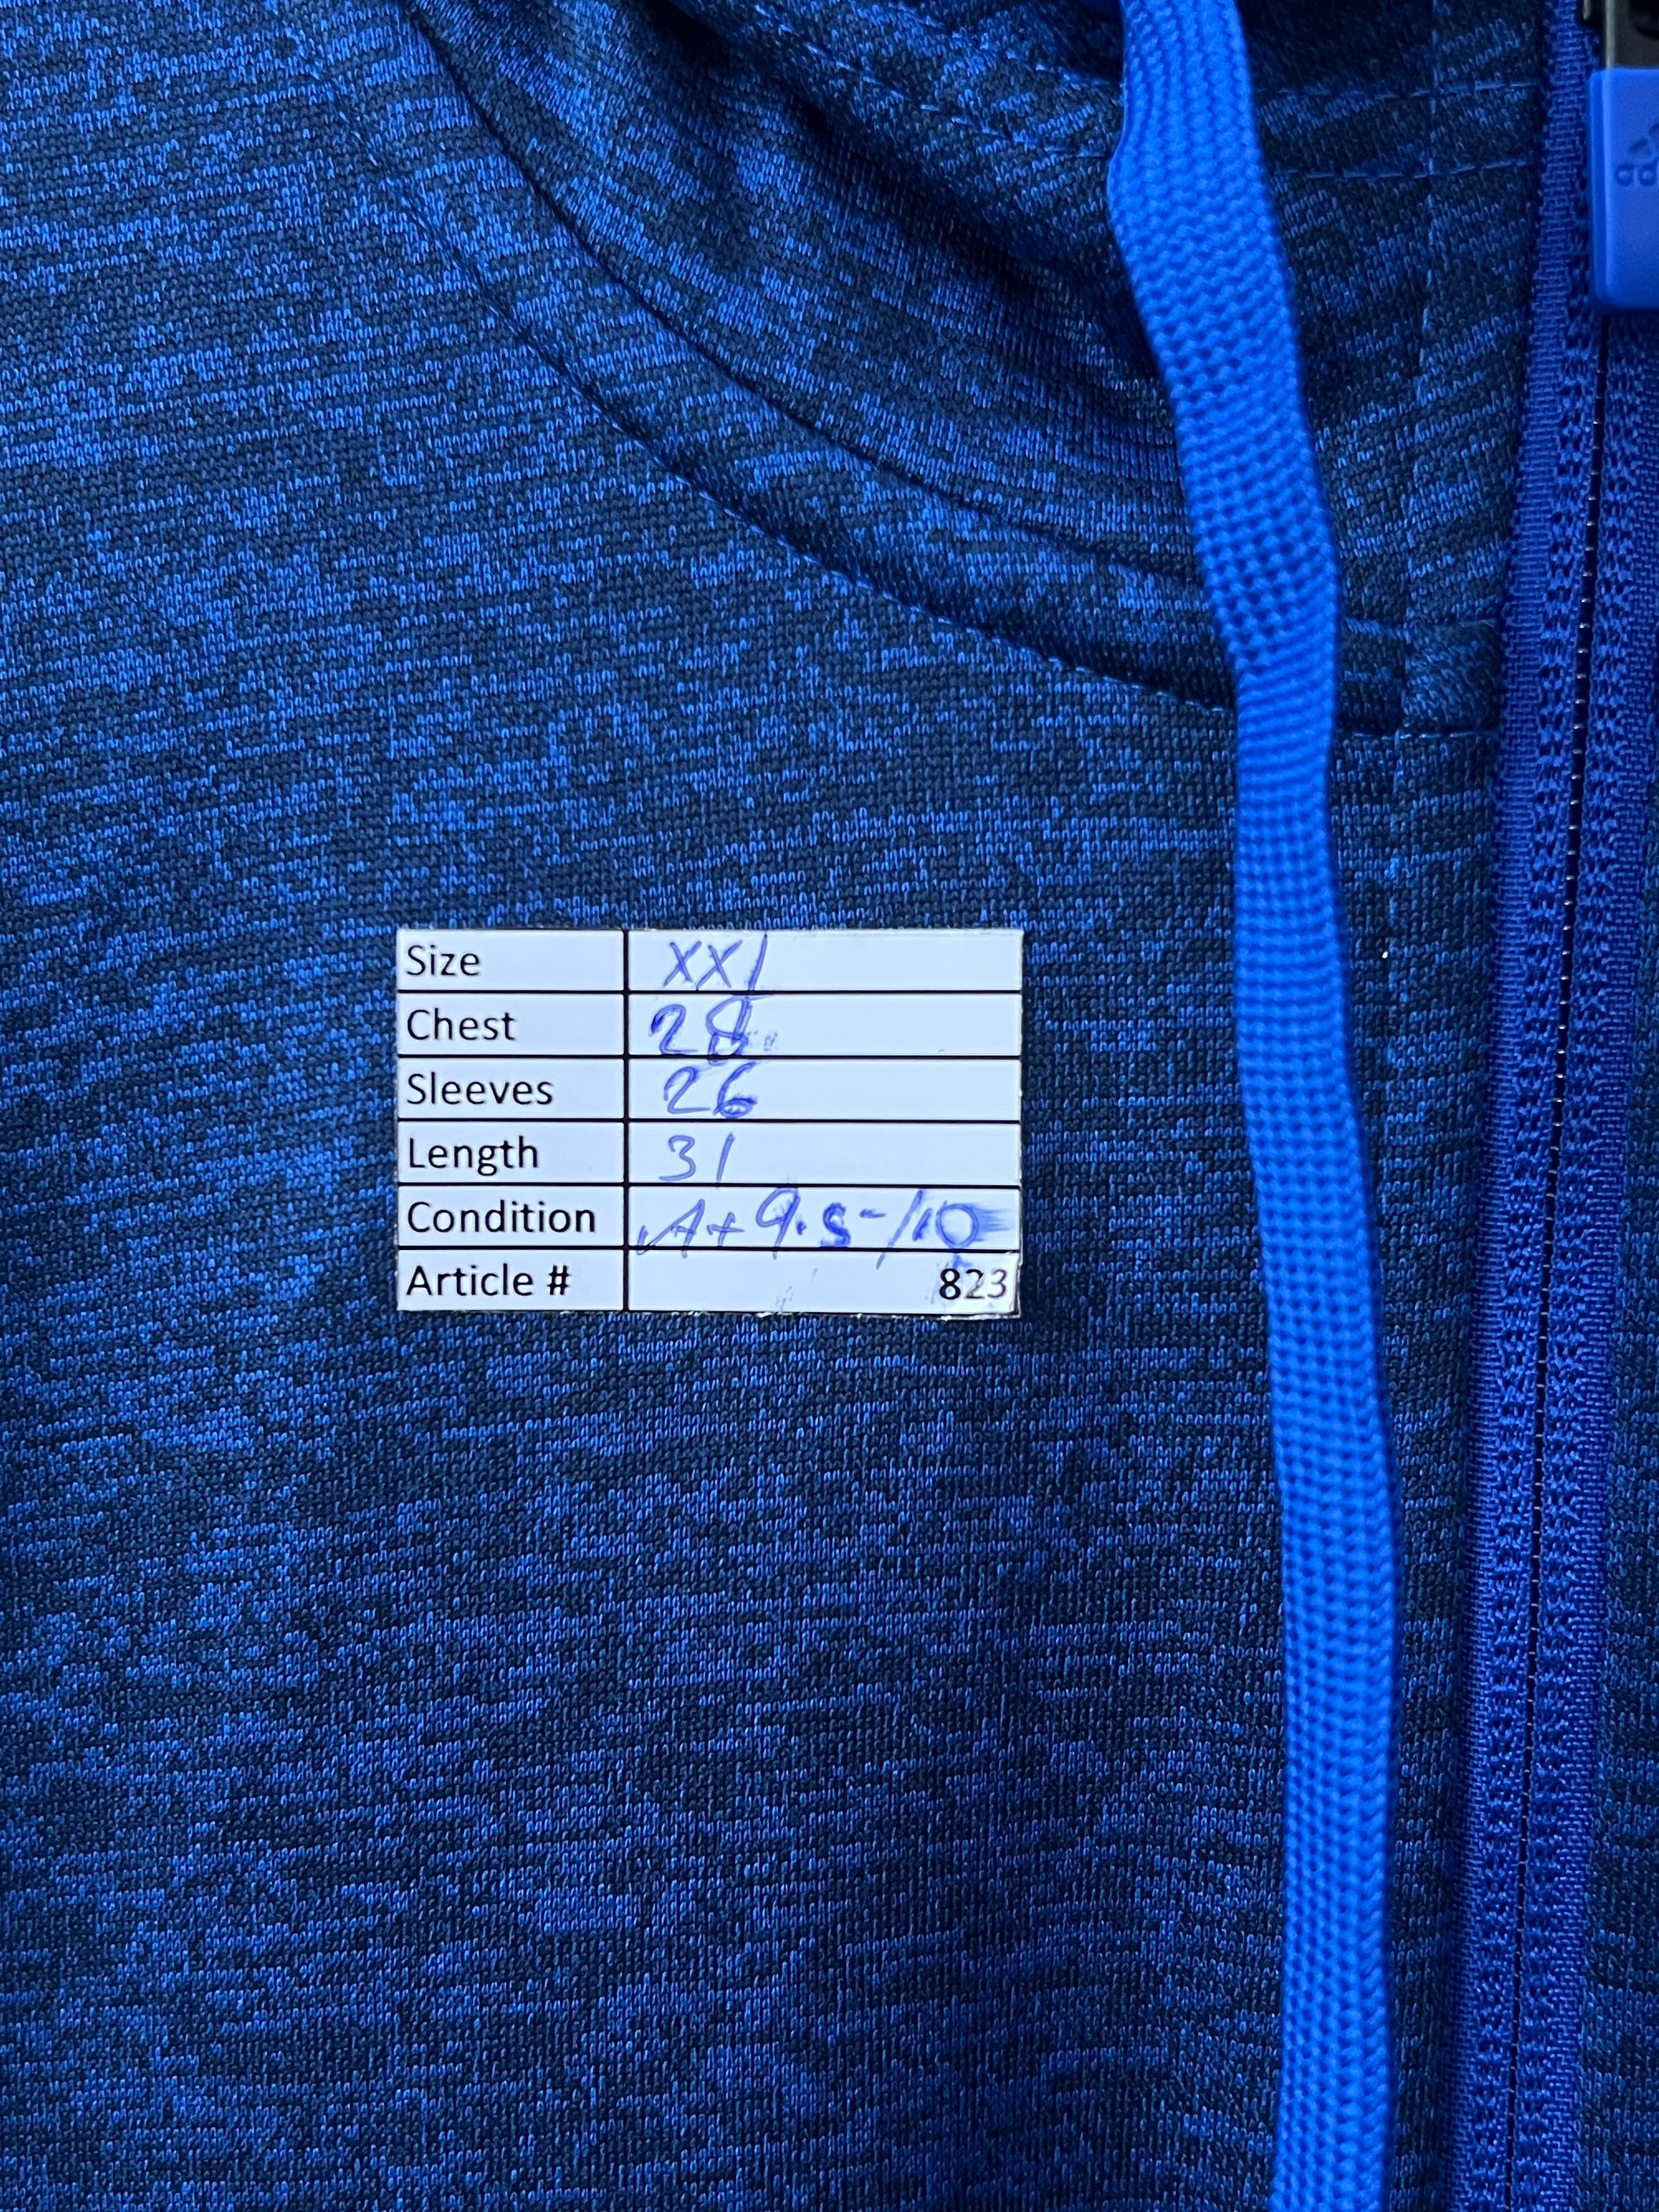 Size XXl
Chest 28
Sleeves 26
Length 31
Condition A+ 9.5-/10
Article # 823